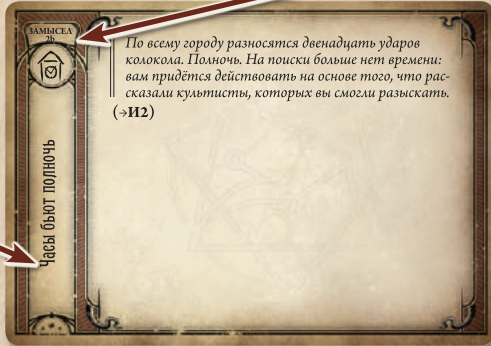 ЗАМЫСЕЛ
2b
По всему городу разносятся двенадцать ударов
колокола. Полночь. На поиски больше нет времени:
вам придётся действовать на основе того, что рас-
сказали культисты, которых вы смогли разыскать.
(→И2)
Часы бьют полночь